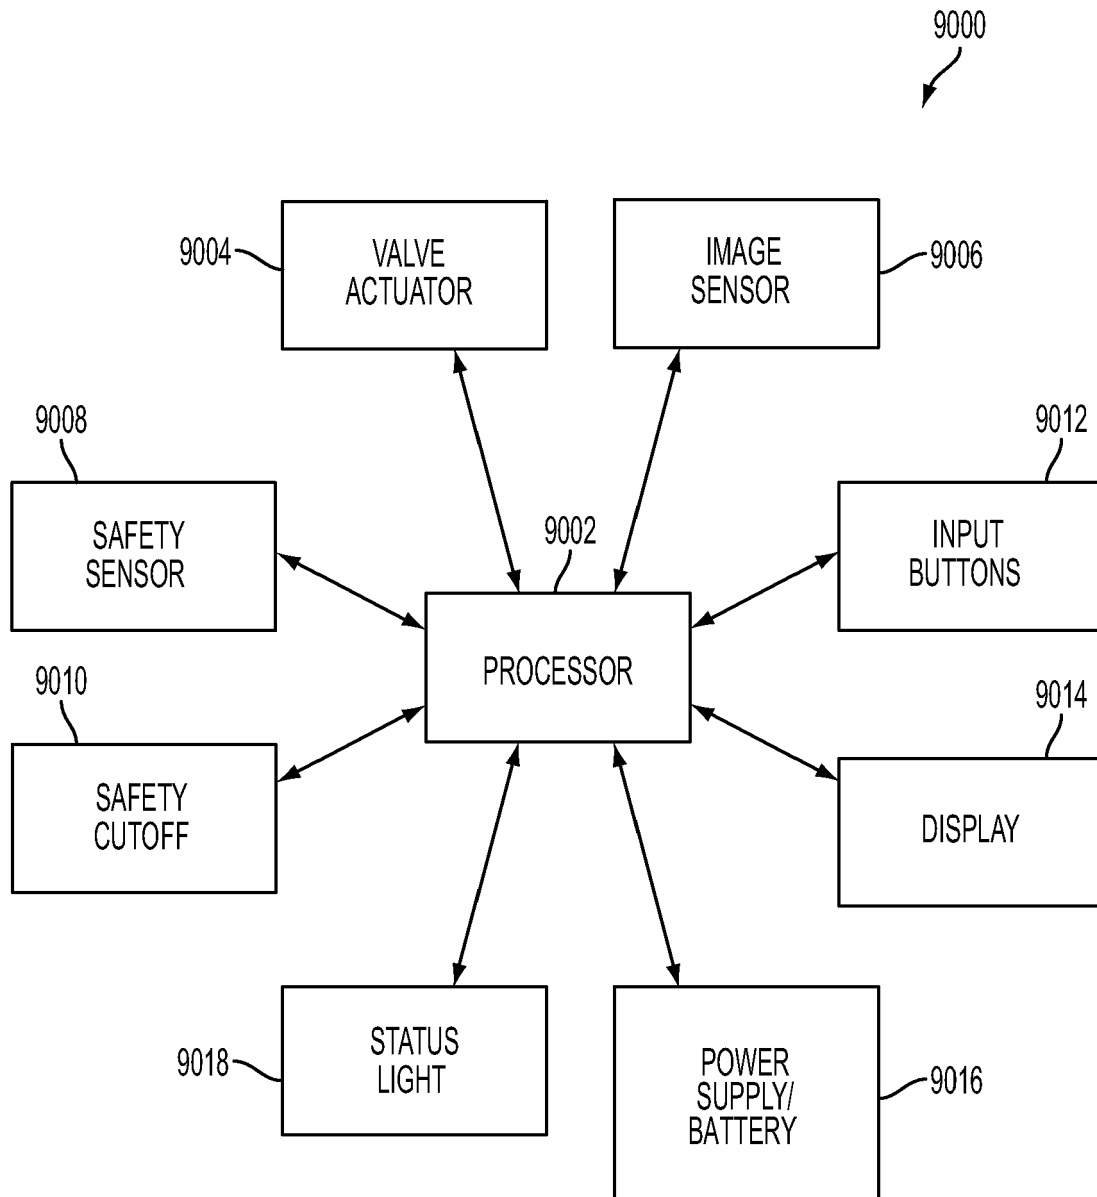 9000
9004
VALVE
ACTUATOR
IMAGE
SENSOR
9006
9008
SAFETY
SENSOR
9012
INPUT
BUTTONS
9002
PROCESSOR
9010
SAFETY
CUTOFF
9014
DISPLAY
9018
STATUS
LIGHT
POWER
SUPPLY/
BATTERY
9016